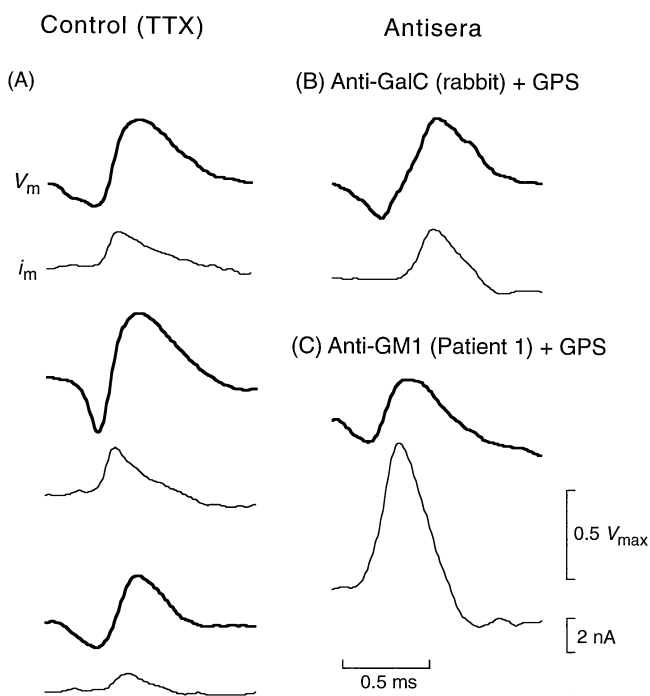 Control (TTX)
Antisera
(A)
(B) Anti-GalC (rabbit) + GPS
Vm
im
(C) Anti-GM1 (Patient 1) + GPS
0.5 Vmax
2 nA
0.5 ms